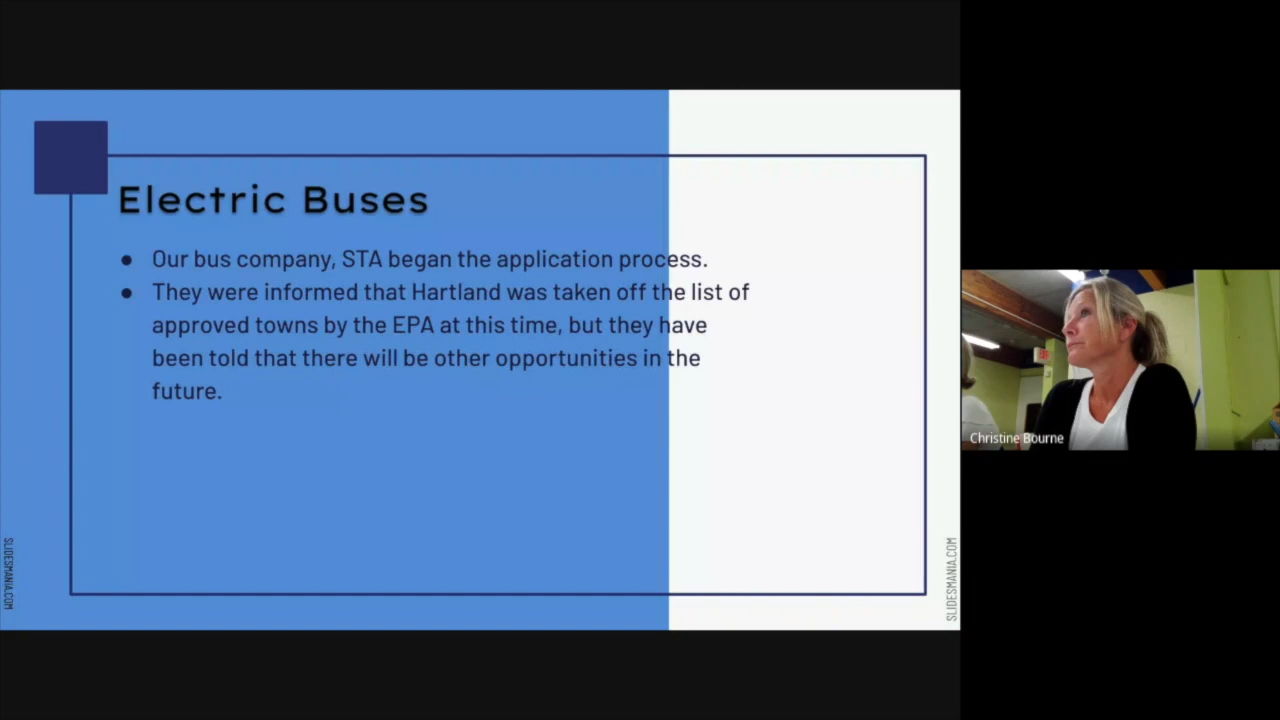 Electric Buses
● Our bus company, STA began the application process.
● They were informed that Hartland was taken off the list of
approved towns by the EPA at this time, but they have
been told that there will be other opportunities in the
future.
SLIDESMANIA.COM
SLIDESMANIA.COM
EXIT
Christine Bourne